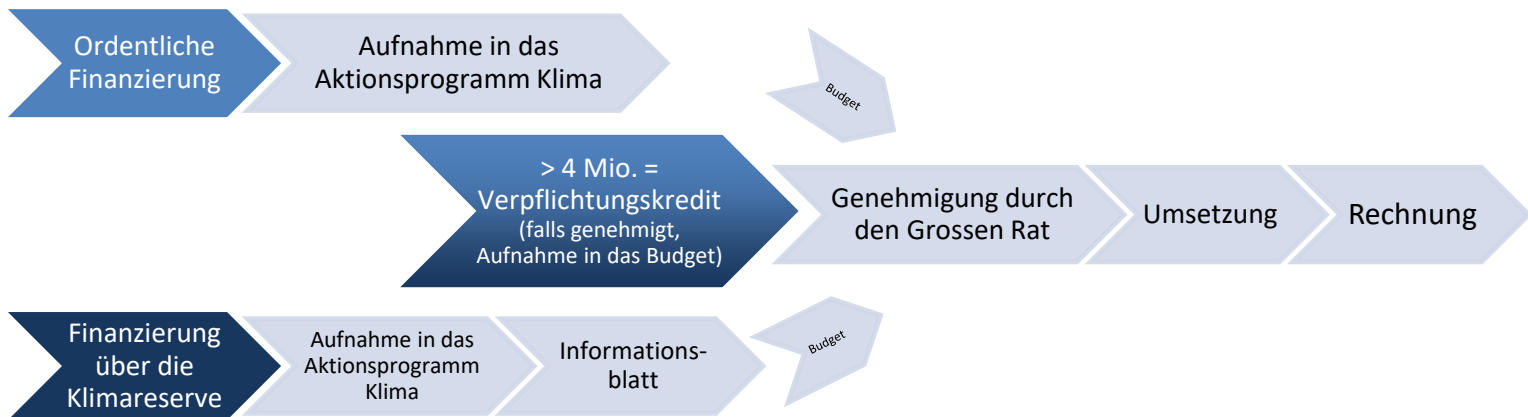 Ordentliche
Finanzierung
Aufnahme in das
Aktionsprogramm Klima
Budget
> 4 Mio. =
Verpflichtungskredit
(falls genehmigt,
Aufnahme in das Budget)
Genehmigung durch
den Grossen Rat
Umsetzung
Rechnung
Finanzierung
über die
Klimareserve
Aufnahme in das
Aktionsprogramm
Klima
Informations-
blatt
Budget